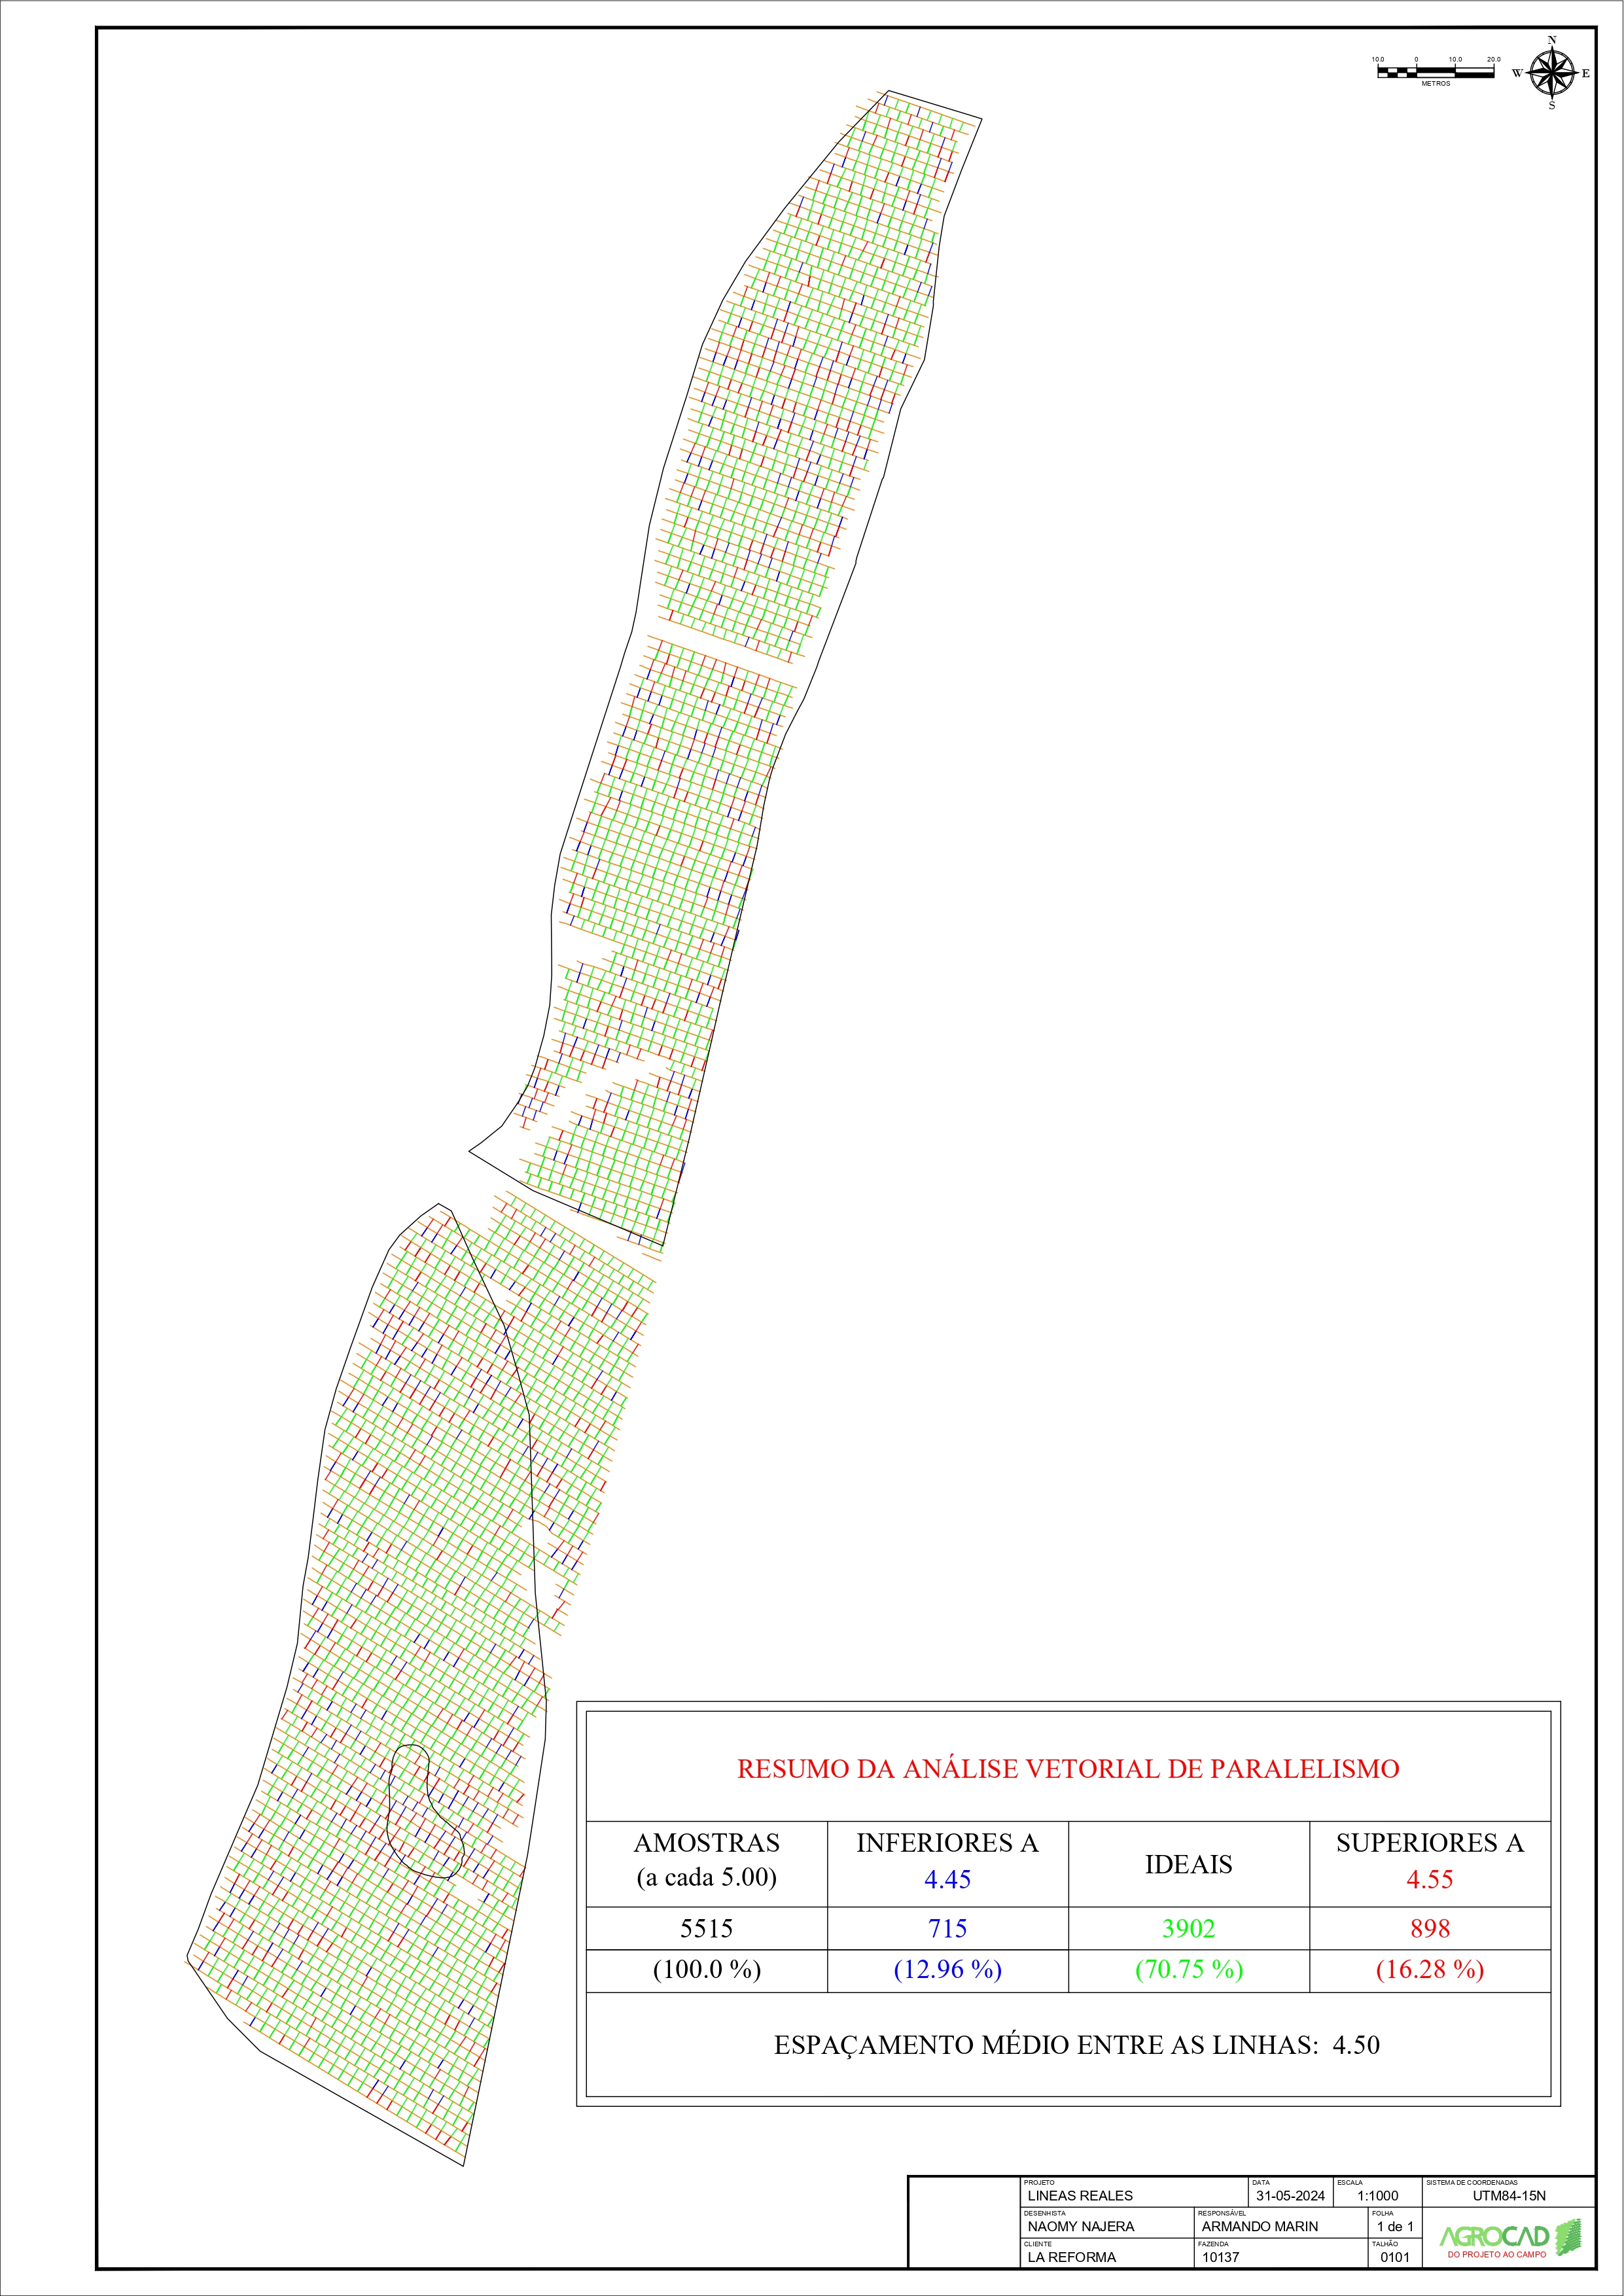 N
10.0 0 10.0 20.0
W E
METROS
S
RESUMO DA ANÁLISE VETORIAL DE PARALELISMO
AMOSTRAS INFERIORES A IDEAIS SUPERIORES A
(a cada 5.00) 4.45 4.55
5515 715 3902 898
(100.0 %) (12.96 %) (70.75 %) (16.28 %)
ESPAÇAMENTO MÉDIO ENTRE AS LINHAS: 4.50
PROJETO DATA ESCALA SISTEMA DE COORDENADAS
LINEAS REALES 31-05-2024 1:1000 UTM84-15N
DESENHISTA RESPONSÁVEL FOLHA
NAOMY NAJERA ARMANDO MARIN 1 de 1
CLIENTE FAZENDA TALHÃO
LA REFORMA 10137 0101
AGROCAD
DO PROJETO AO CAMPO